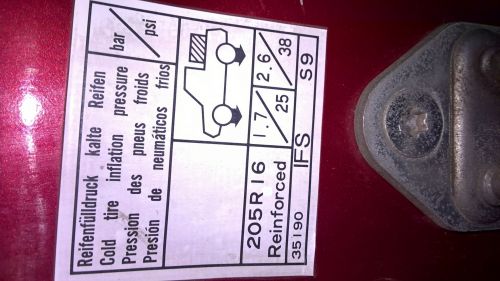 Reifenfülldruck kalte Reifen
Cold tire inflation pressure
Pression des pneus froids
Presión de neumáticos fríos
bar/psi
205R16
Reinforced
1.7/25
2.6/38
35190
IFS
S9